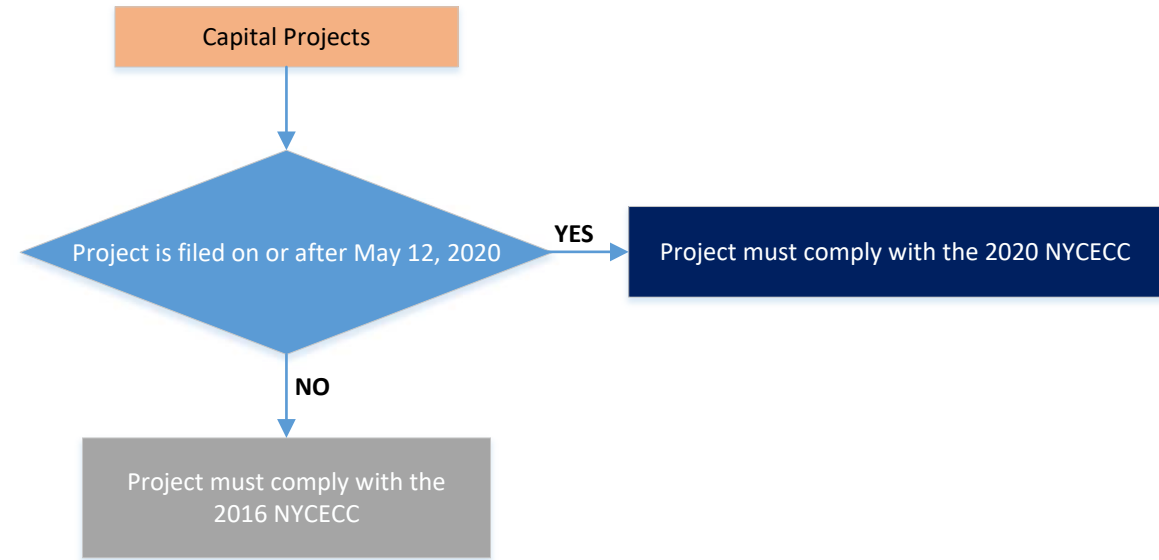 Capital Projects
Project is filed on or after May 12, 2020
YES
Project must comply with the 2020 NYCECC
NO
Project must comply with the
2016 NYCECC